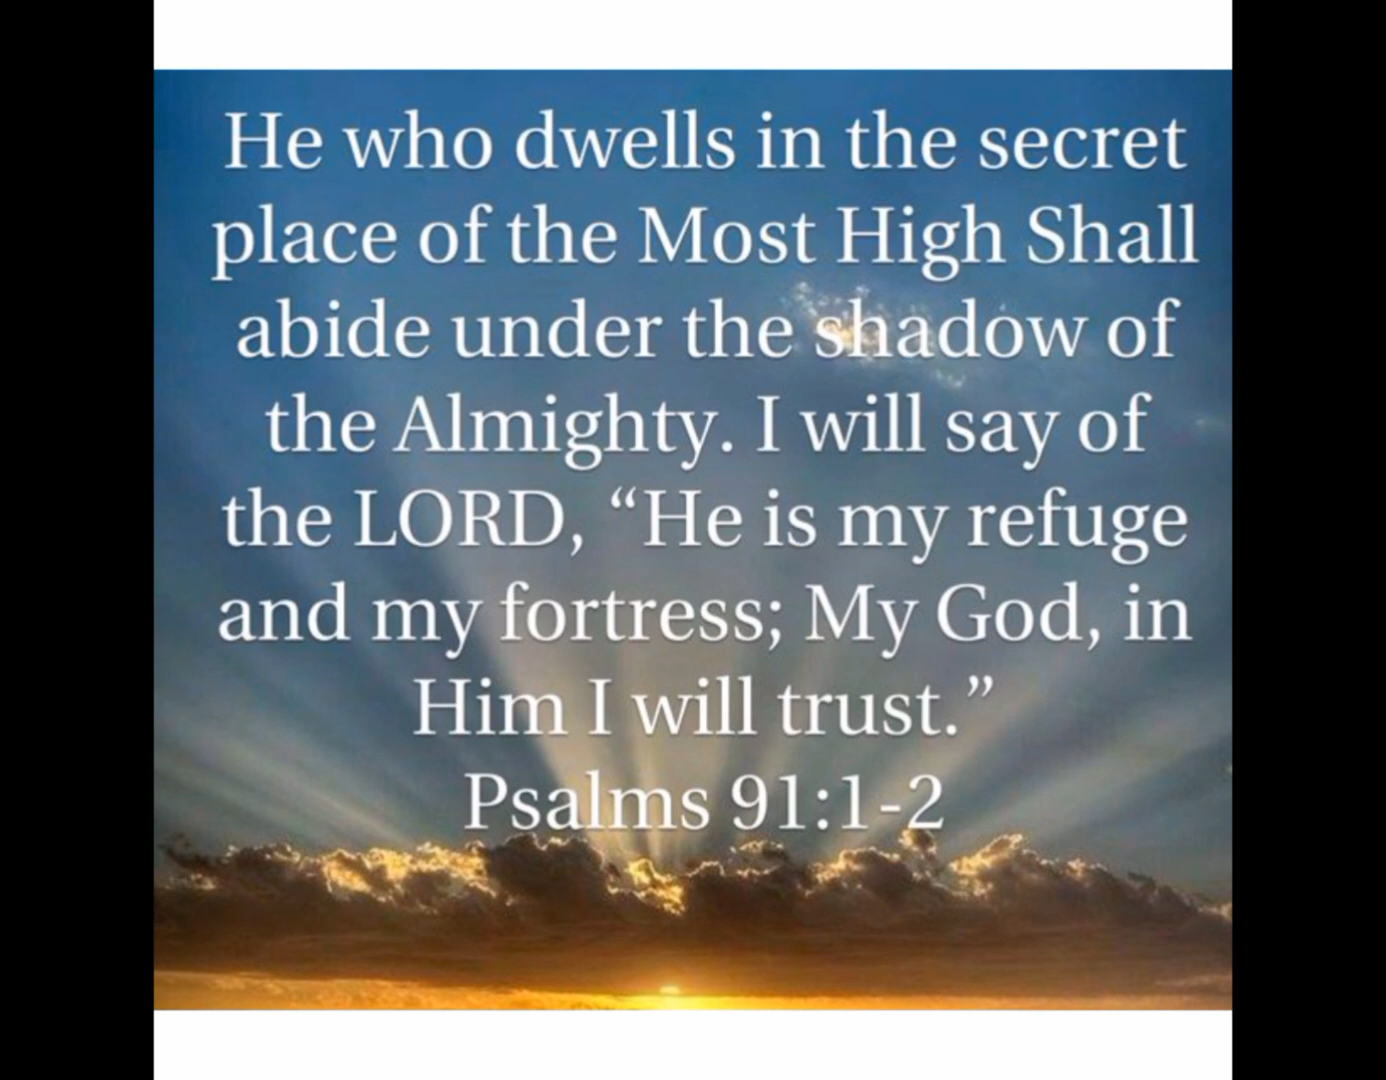 He who dwells in the secret
place of the Most High Shall
abide under the shadow of
the Almighty. I will say of
the LORD, “He is my refuge
and my fortress; My God, in
Him I will trust.”
Psalms 91:1-2